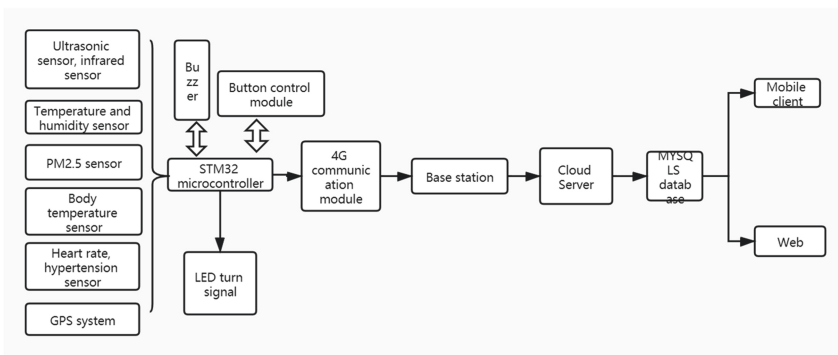 Ultrasonic
sensor, infrared
sensor
Temperature and
humidity sensor
PM2.5 sensor
Body
temperature
sensor
Heart rate,
hypertension
sensor
GPS system
Bu
zz
er
Button control
module
STM32
microcontroller
LED turn
signal
4G
communic
ation
module
Base station
Cloud
Server
MYSQ
LS
datab
ase
Mobile
client
Web